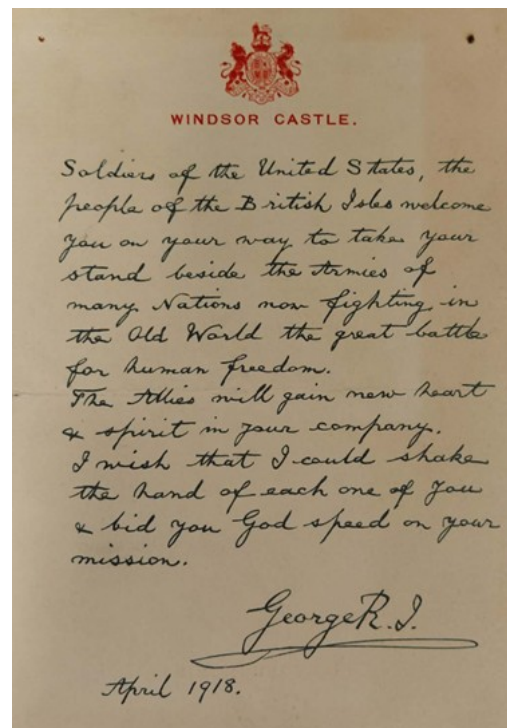 WINDSOR CASTLE.
Soldiers of the United States, the
people of the British Isles welcome
you on your way to take your
stand beside the Armies of
many Nations now fighting in
the Old World the great battle
for human freedom.
The Allies will gain new heart
& spirit in your company.
I wish that I could shake
the hand of each one of you
& bid you God speed on your
mission.
George R.I.
April 1918.